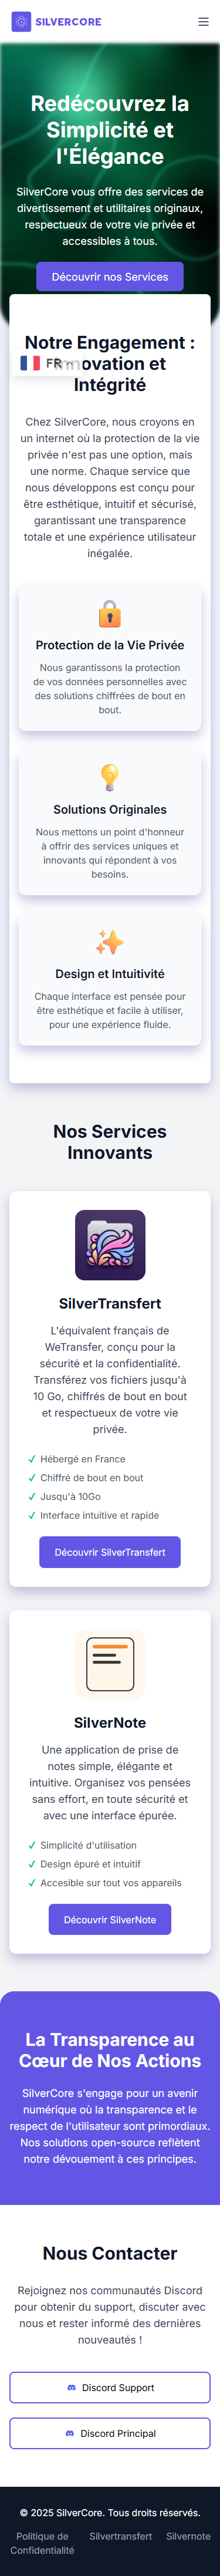 SILVERCORE
Redécouvrez la
Simplicité et
l'Élégance
SilverCore vous offre des services de
divertissement et utilitaires originaux,
respectueux de votre vie privée et
accessibles à tous.
Découvrir nos Services
Notre Engagement :
FR
ovation et
Intégrité
Chez SilverCore, nous croyons en
un internet où la protection de la vie
privée n'est pas une option, mais
une norme. Chaque service que
nous développons est conçu pour
être esthétique, intuitif et sécurisé,
garantissant une transparence
totale et une expérience utilisateur
inégalée.
Protection de la Vie Privée
Nous garantissons la protection
de vos données personnelles avec
des solutions chiffrées de bout en
bout.
Solutions Originales
Nous mettons un point d'honneur
à offrir des services uniques et
innovants qui répondent à vos
besoins.
Design et Intuitivité
Chaque interface est pensée pour
être esthétique et facile à utiliser,
pour une expérience fluide.
Nos Services
Innovants
SilverTransfert
L'équivalent français de
WeTransfer, conçu pour la
sécurité et la confidentialité.
Transférez vos fichiers jusqu'à
10 Go, chiffrés de bout en bout
et respectueux de votre vie
privée.
✓ Hébergé en France
✓ Chiffré de bout en bout
✓ Jusqu'à 10Go
✓ Interface intuitive et rapide
Découvrir SilverTransfert
SilverNote
Une application de prise de
notes simple, élégante et
intuitive. Organisez vos pensées
sans effort, en toute sécurité et
avec une interface épurée.
✓ Simplicité d'utilisation
✓ Design épuré et intuitif
✓ Accesible sur tout vos appareils
Découvrir SilverNote
La Transparence au
Cœur de Nos Actions
SilverCore s'engage pour un avenir
numérique où la transparence et le
respect de l'utilisateur sont primordiaux.
Nos solutions open-source reflètent
notre dévouement à ces principes.
Nous Contacter
Rejoignez nos communautés Discord
pour obtenir du support, discuter avec
nous et rester informé des dernières
nouveautés !
Discord Support
Discord Principal
© 2025 SilverCore. Tous droits réservés.
Politique de Confidentialité
Silvertransfert
Silvernote